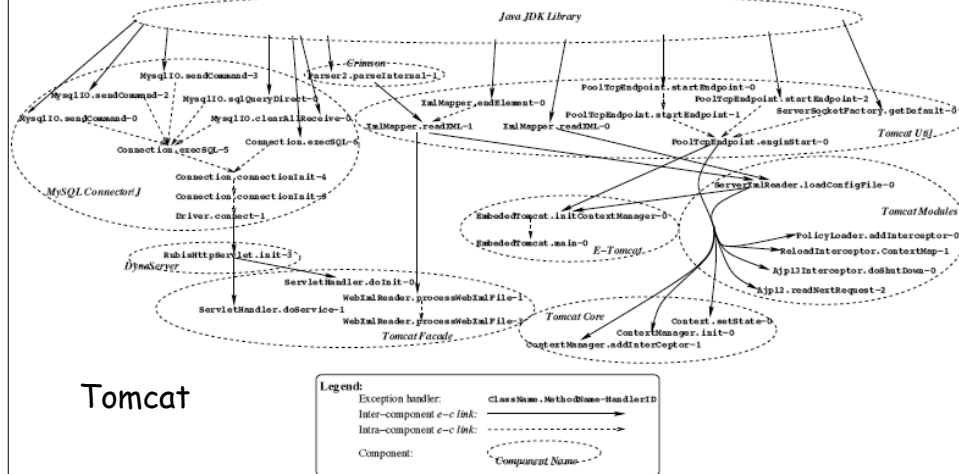 Java JDK Library
Crimson
MysqlIO.sendCommand-3
Parser2.parseInternal-1
MysqlIO.sendCommand-2
MysqlIO.sqlQueryDirect-0
XmlMapper.endElement-0
PoolTcpEndpoint.startEndpoint-0
PoolTcpEndpoint.startEndpoint-2
MysqlIO.sendCommand-0
MysqlIO.clearAllReceive-0
XmlMapper.readXML-1
XmlMapper.readXML-0
PoolTcpEndpoint.startEndpoint-1
ServerSocketFactory.getDefault-0
Tomcat Util
Connection.execSQL-5
Connection.execSQL-6
PoolTcpEndpoint.enginStart-0
Connection.connectionInit-4
MySQL Connector/J
Connection.connectionInit-3
ServerXmlReader.loadConfigFile-0
Driver.connect-1
EmbededTomcat.initContextManager-0
Tomcat Modules
EmbededTomcat.main-0
E-Tomcat
PolicyLoader.addInterceptor-0
ReloadInterceptor.ContextMap-1
RubisHttpServlet.init-3
DyneServer
Ajp13Interceptor.doShutDown-0
ServletHandler.doInit-0
Ajp12.readNextRequest-2
WebXmlReader.processWebXmlFile-1
ServletHandler.doService-1
WebXmlReader.processWebXmlFile-3
Tomcat Facade
Tomcat Core
Context.setState-0
ContextManager.init-0
ContextManager.addInterCeptor-1
Tomcat
Legend:
Exception handler: ClassName.MethodName-HandlerID
Inter-component e-c link:
Intra-component e-c link:
Component: Component Name